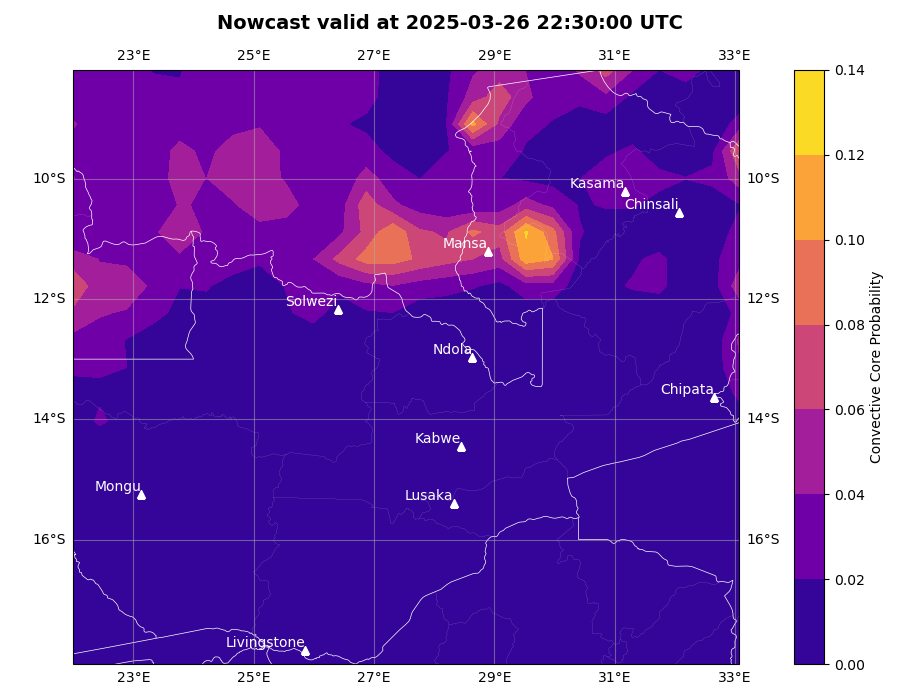 Nowcast valid at 2025-03-26 22:30:00 UTC
23°E 25°E 27°E 29°E 31°E 33°E
0.14
0.12
10°S Kasama 10°S
Chinsali
0.10
Mansa
12°S Solwezi 12°S
0.08
Ndola
Chipata
0.06
14°S 14°S
Kabwe
Mongu Lusaka
0.04
16°S 16°S
0.02
Livingstone
0.00
23°E 25°E 27°E 29°E 31°E 33°E
Convective Core Probability